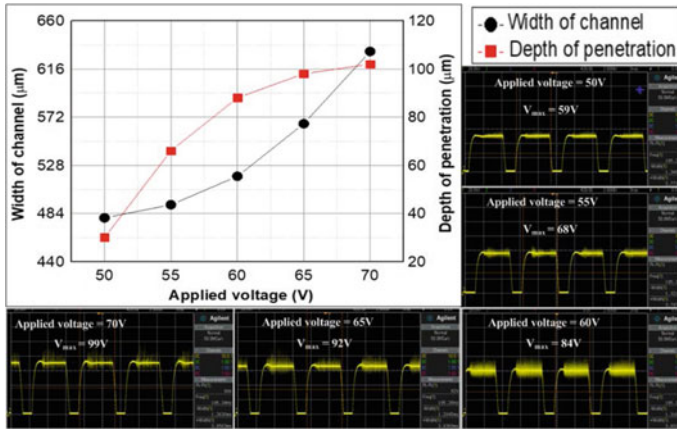 Width of channel
Depth of penetration
660
616
572
528
484
440
120
100
80
60
40
20
50 55 60 65 70
Width of channel (μm)
Depth of penetration (μm)
Applied voltage (V)
Agilent
Applied voltage = 50V
Vmax = 59V
Applied voltage = 55V
Vmax = 68V
Agilent
Applied voltage = 70V
Vmax = 99V
Agilent
Applied voltage = 65V
Vmax = 92V
Agilent
Applied voltage = 60V
Vmax = 84V